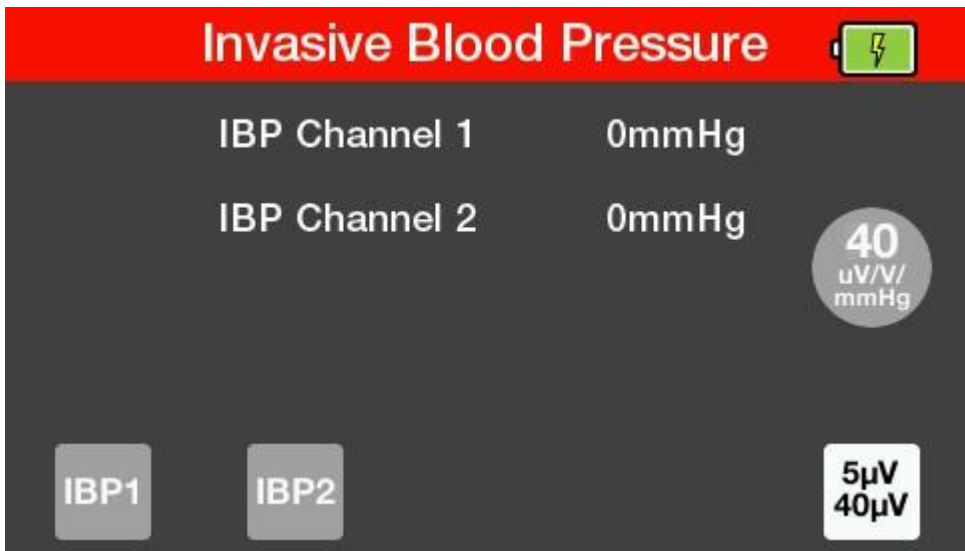 Invasive Blood Pressure
IBP Channel 1 0mmHg
IBP Channel 2 0mmHg
40
uV/V/
mmHg
IBP1 IBP2
5µV
40µV